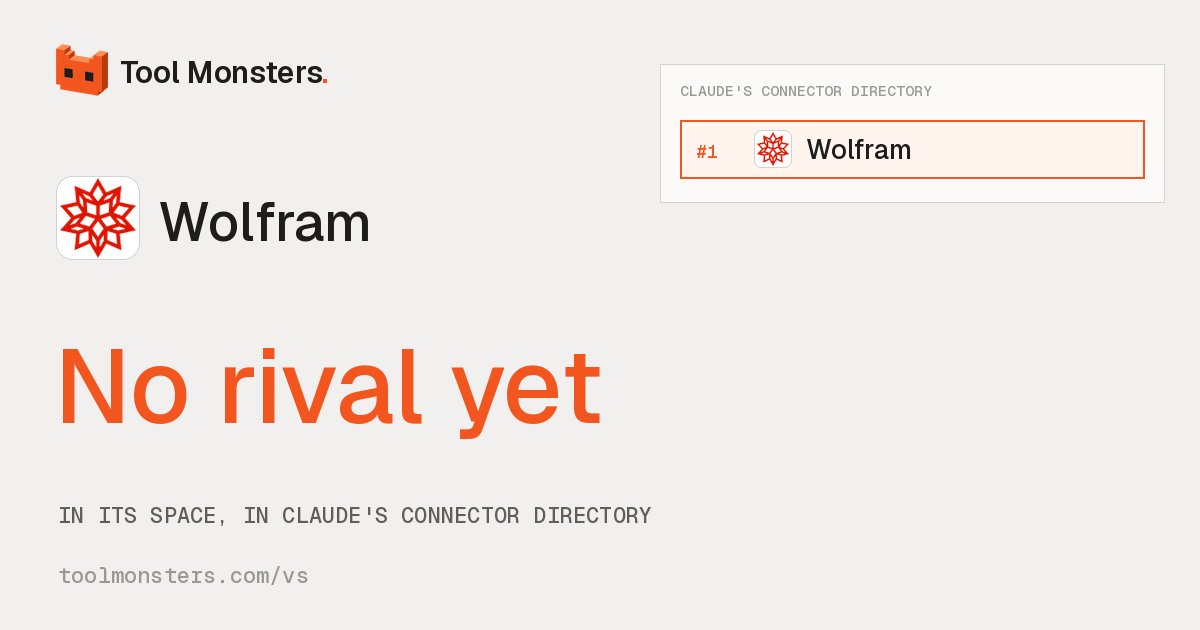 Tool Monsters.
CLAUDE'S CONNECTOR DIRECTORY
#1 Wolfram
Wolfram
No rival yet
IN ITS SPACE, IN CLAUDE'S CONNECTOR DIRECTORY
toolmonsters.com/vs